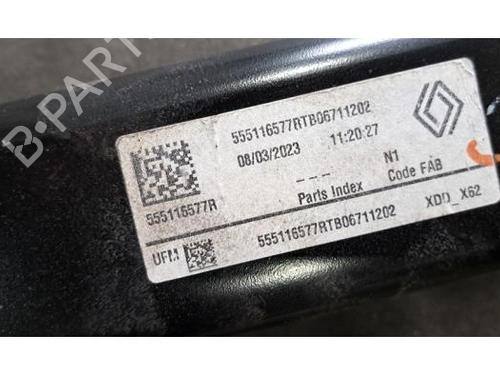 B-PARTS
555116577RTB06711202
08/03/2023 11:20:27
_ _ _ N1
Parts Index Code FAB
555116577R
UFM 555116577RTB06711202 XDD_X62